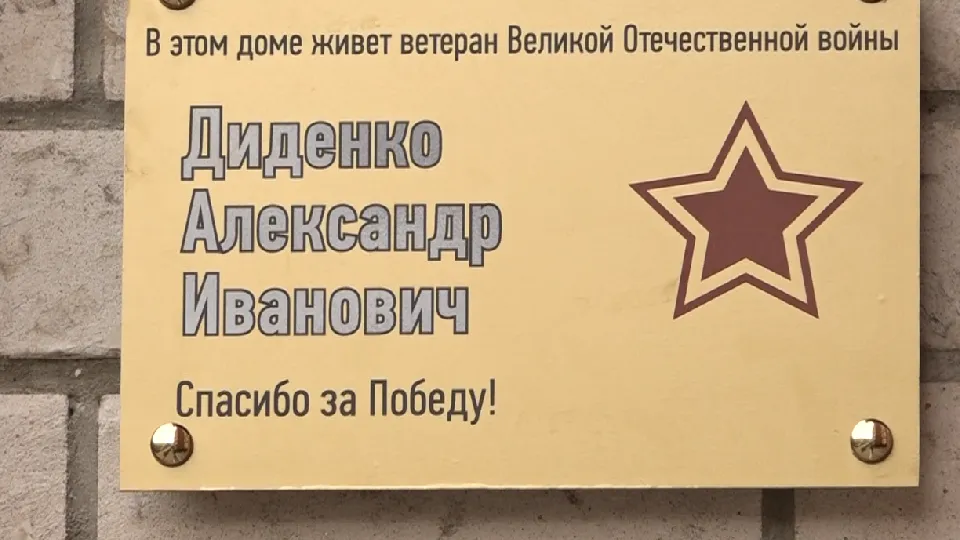 В этом доме живет ветеран Великой Отечественной войны
Диденко
Александр
Иванович
Спасибо за Победу!